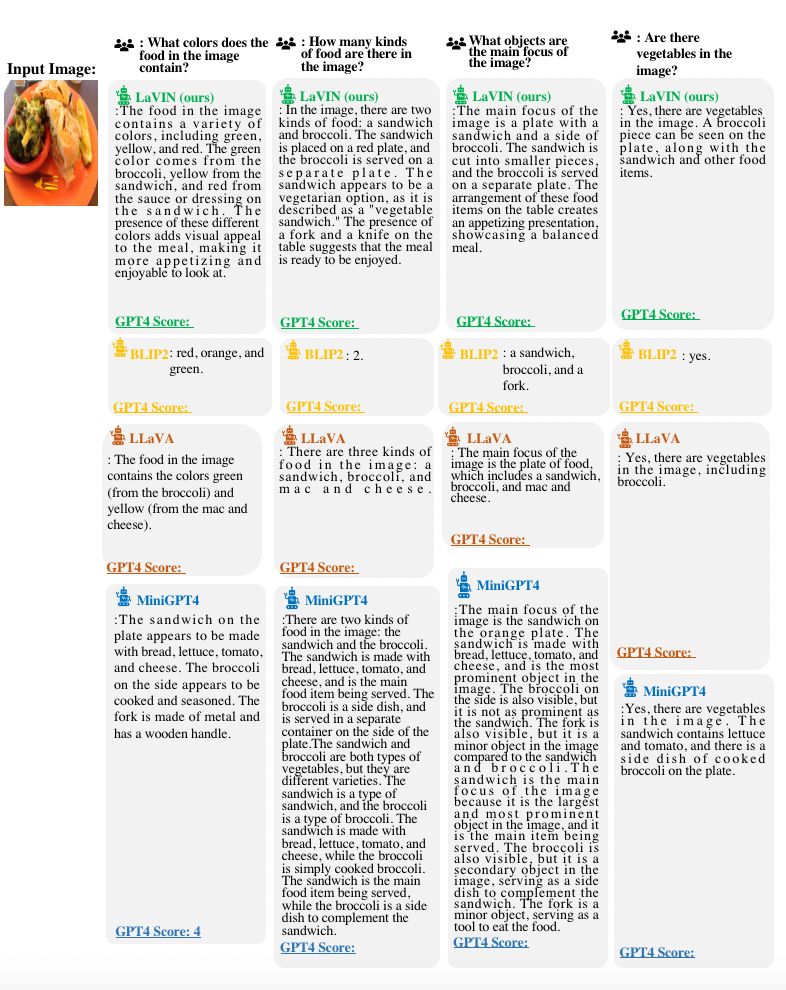 Input Image:
: What colors does the
food in the image
contain?
LaVIN (ours)
:The food in the image
contains a variety of
colors, including green,
yellow, and red. The green
color comes from the
broccoli, yellow from the
sandwich, and red from
the sauce or dressing on
the sandwich. The
presence of these different
colors adds visual appeal
to the meal, making it
more appetizing and
enjoyable to look at.
GPT4 Score:
BLIP2: red, orange, and
green.
GPT4 Score:
LLaVA
: The food in the image
contains the colors green
(from the broccoli) and
yellow (from the mac and
cheese).
GPT4 Score:
MiniGPT4
:The sandwich on the
plate appears to be made
with bread, lettuce, tomato,
and cheese. The broccoli
on the side appears to be
cooked and seasoned. The
fork is made of metal and
has a wooden handle.
GPT4 Score: 4
: How many kinds
of food are there in
the image?
LaVIN (ours)
: In the image, there are two
kinds of food: a sandwich
and broccoli. The sandwich
is placed on a red plate, and
the broccoli is served on a
separate plate. The
sandwich appears to be a
vegetarian option, as it is
described as a "vegetable
sandwich." The presence of
a fork and a knife on the
table suggests that the meal
is ready to be enjoyed.
GPT4 Score:
BLIP2 : 2.
GPT4 Score:
LLaVA
: There are three kinds of
food in the image: a
sandwich, broccoli, and
mac and cheese.
GPT4 Score:
MiniGPT4
:There are two kinds of
food in the image: the
sandwich and the broccoli.
The sandwich is made with
bread, lettuce, tomato, and
cheese, and is the main
food item being served. The
broccoli is a side dish, and
is served in a separate
container on the side of the
plate.The sandwich and
broccoli are both types of
vegetables, but they are
different varieties. The
sandwich is a type of
sandwich, and the broccoli
is a type of broccoli. The
sandwich is made with
bread, lettuce, tomato, and
cheese, while the broccoli
is simply cooked broccoli.
The sandwich is the main
food item being served,
while the broccoli is a side
dish to complement the
sandwich.
GPT4 Score:
What objects are
the main focus of
the image?
LaVIN (ours)
:The main focus of the
image is a plate with a
sandwich and a side of
broccoli. The sandwich is
cut into smaller pieces,
and the broccoli is served
on a separate plate. The
arrangement of these food
items on the table creates
an appetizing presentation,
showcasing a balanced
meal.
GPT4 Score:
BLIP2 : a sandwich,
broccoli, and a
fork.
GPT4 Score:
LLaVA
: The main focus of the
image is the plate of food,
which includes a sandwich,
broccoli, and mac and
cheese.
GPT4 Score:
MiniGPT4
:The main focus of the
image is the sandwich on
the orange plate. The
sandwich is made with
bread, lettuce, tomato, and
cheese, and is the most
prominent object in the
image. The broccoli on
the side is also visible, but
it is not as prominent as
the sandwich. The fork is
also visible, but it is a
minor object in the image
compared to the sandwich
and broccoli.The
sandwich is the main
focus of the image
because it is the largest
and most prominent
object in the image, and it
is the main item being
served. The broccoli is
also visible, but it is a
secondary object in the
image, serving as a side
dish to complement the
sandwich. The fork is a
minor object, serving as a
tool to eat the food.
GPT4 Score:
: Are there
vegetables in the
image?
LaVIN (ours)
: Yes, there are vegetables
in the image. A broccoli
piece can be seen on the
plate, along with the
sandwich and other food
items.
GPT4 Score:
BLIP2 : yes.
GPT4 Score:
LLaVA
: Yes, there are vegetables
in the image, including
broccoli.
GPT4 Score:
MiniGPT4
:Yes, there are vegetables
in the image. The
sandwich contains lettuce
and tomato, and there is a
side dish of cooked
broccoli on the plate.
GPT4 Score: